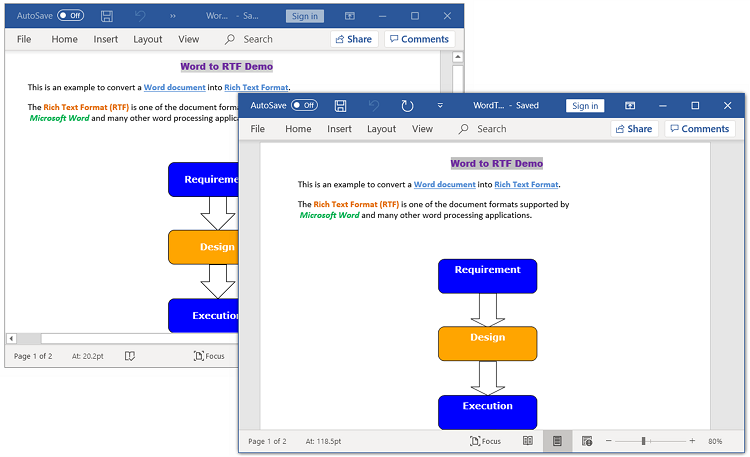 AutoSave Off Wor... - Sa... Sign in
File Home Insert Layout View Search Share Comments
Word to RTF Demo
This is an example to convert a Word document into Rich Text Format.
The Rich Text Format (RTF) is one of the document forma
Microsoft Word and many other word processing applica
Requireme
Design
Executio
Page 1 of 2 At: 20.2pt Focus
AutoSave Off WordT... - Saved Sign in
File Home Insert Layout View Search Share Comments
Word to RTF Demo
This is an example to convert a Word document into Rich Text Format.
The Rich Text Format (RTF) is one of the document formats supported by
Microsoft Word and many other word processing applications.
Requirement
Design
Execution
Page 1 of 2 At: 118.5pt Focus 80%